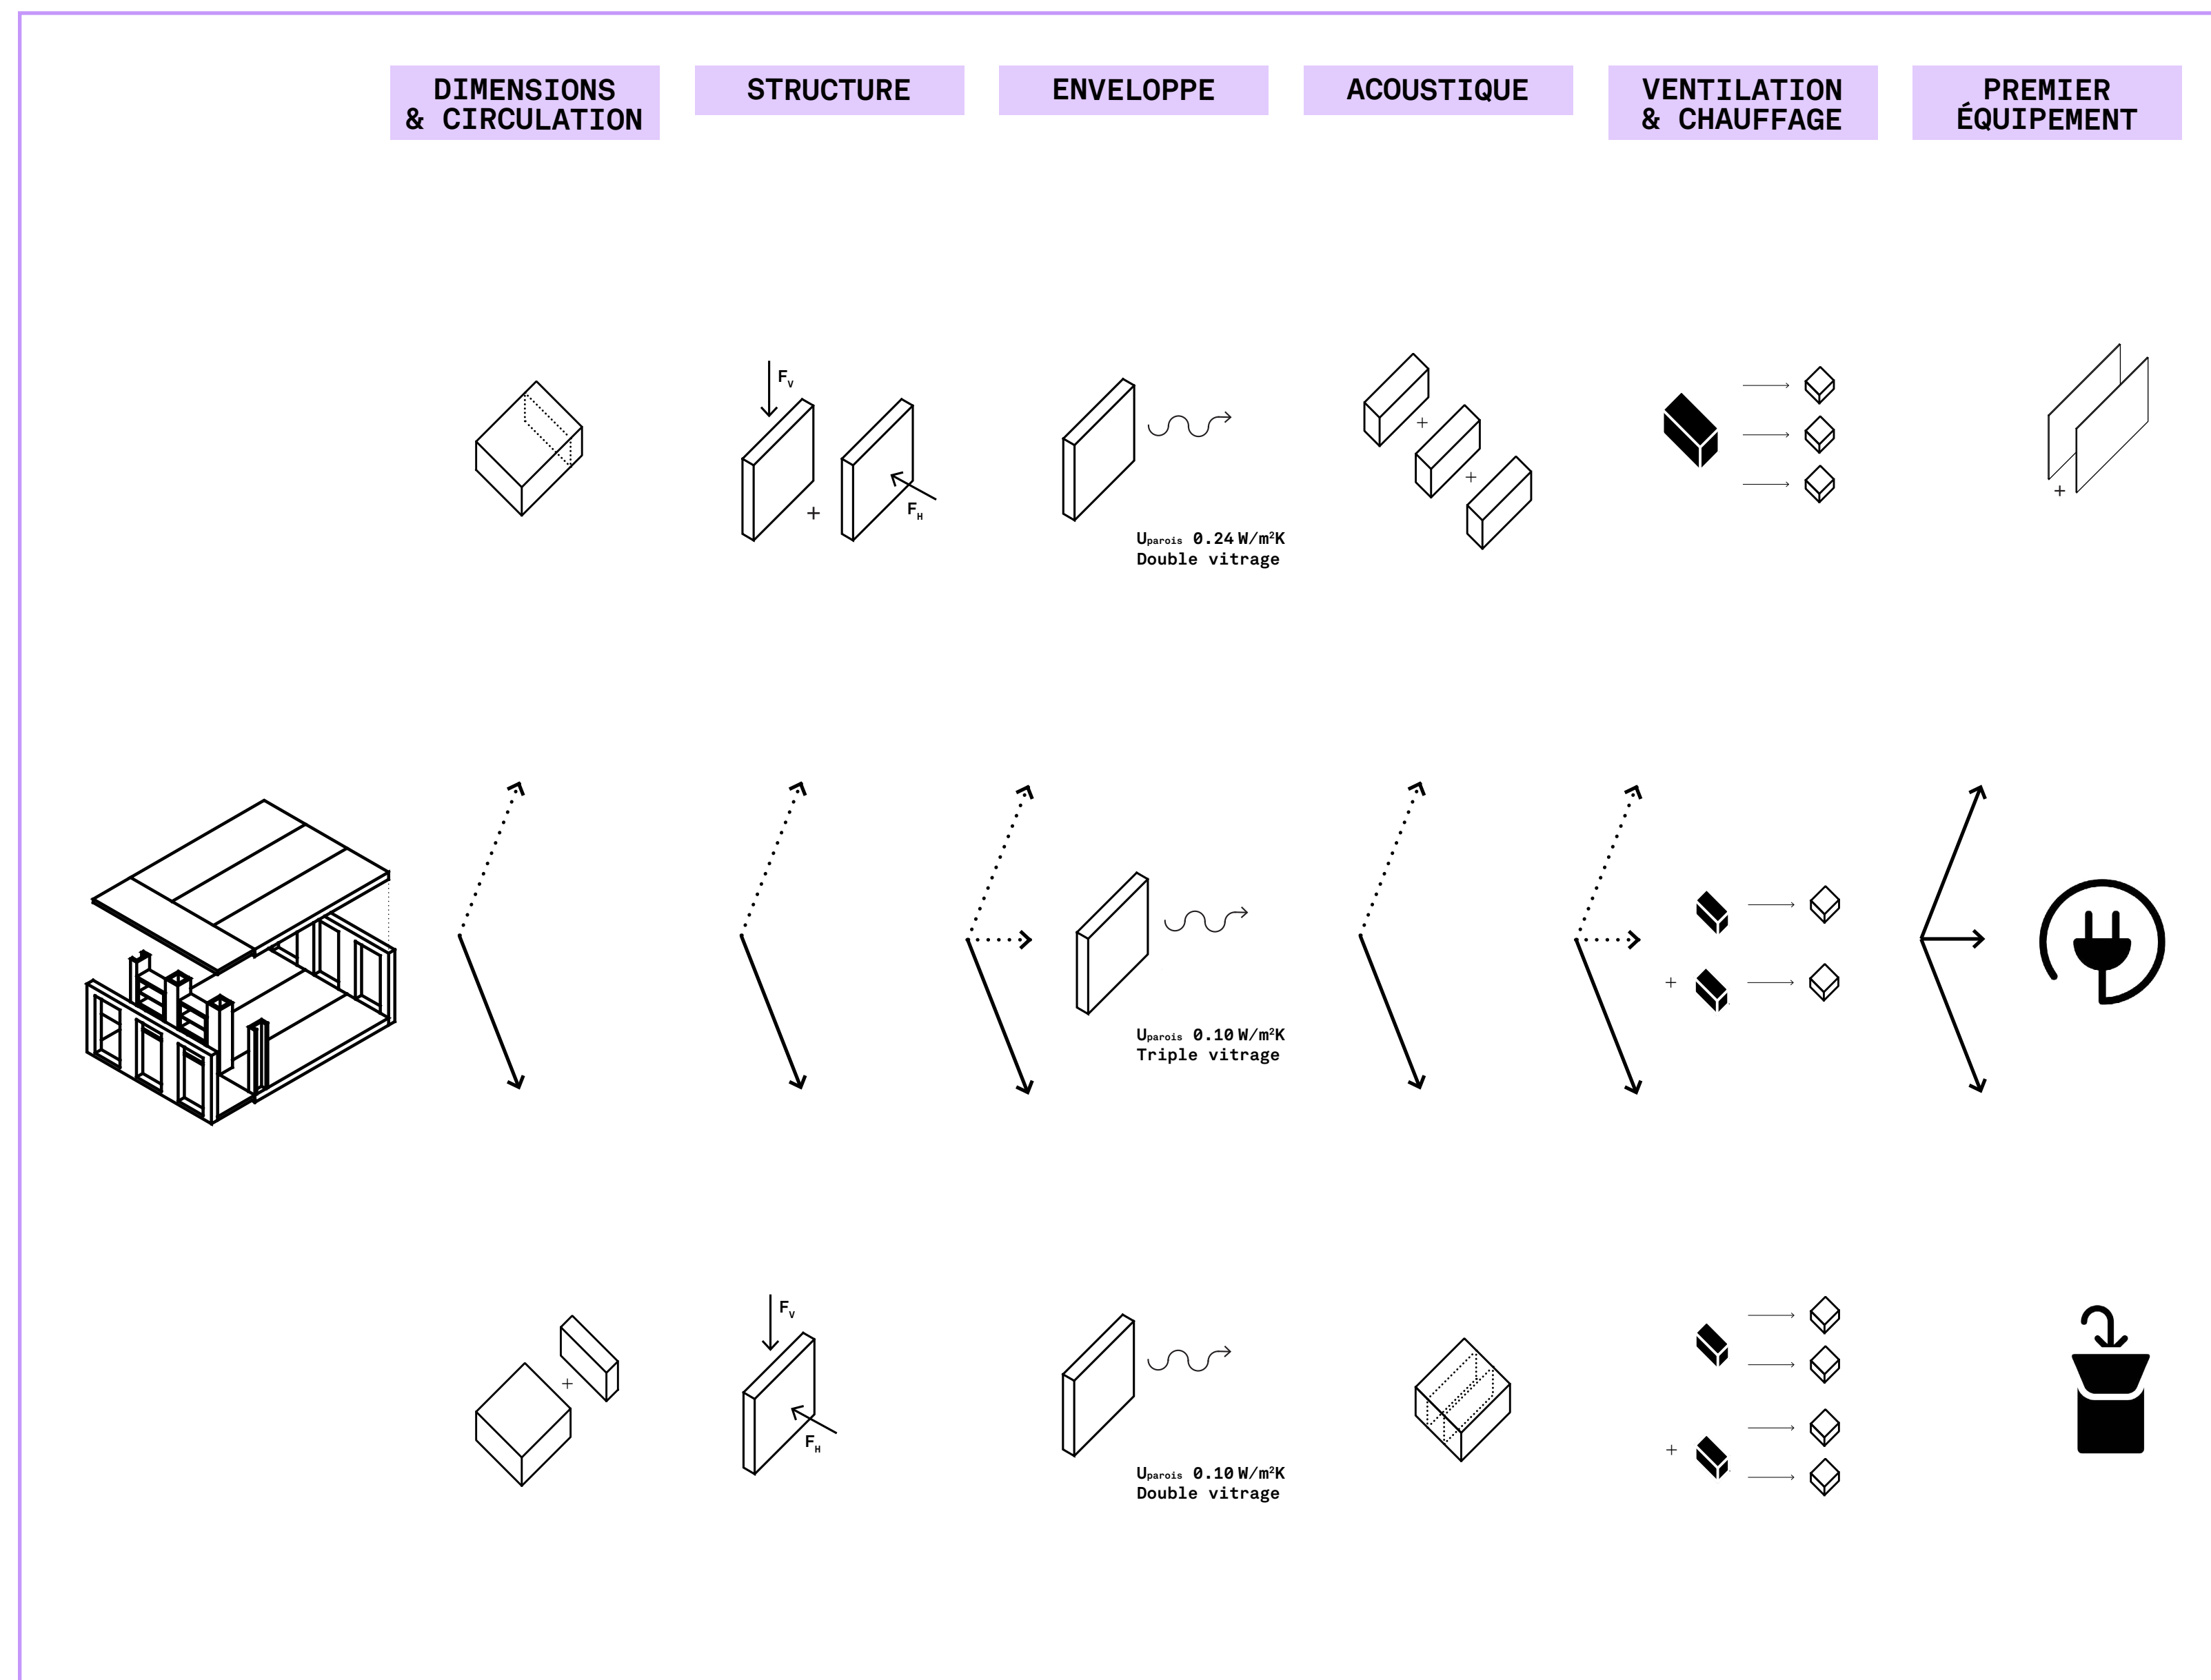 DIMENSIONS
& CIRCULATION
STRUCTURE
ENVELOPPE
ACOUSTIQUE
VENTILATION
& CHAUFFAGE
PREMIER
ÉQUIPEMENT
FV
+
FH
Uparois 0.24 W/m²K
Double vitrage
+
+
+
Uparois 0.10 W/m²K
Triple vitrage
+
+
FV
FH
Uparois 0.10 W/m²K
Double vitrage
+